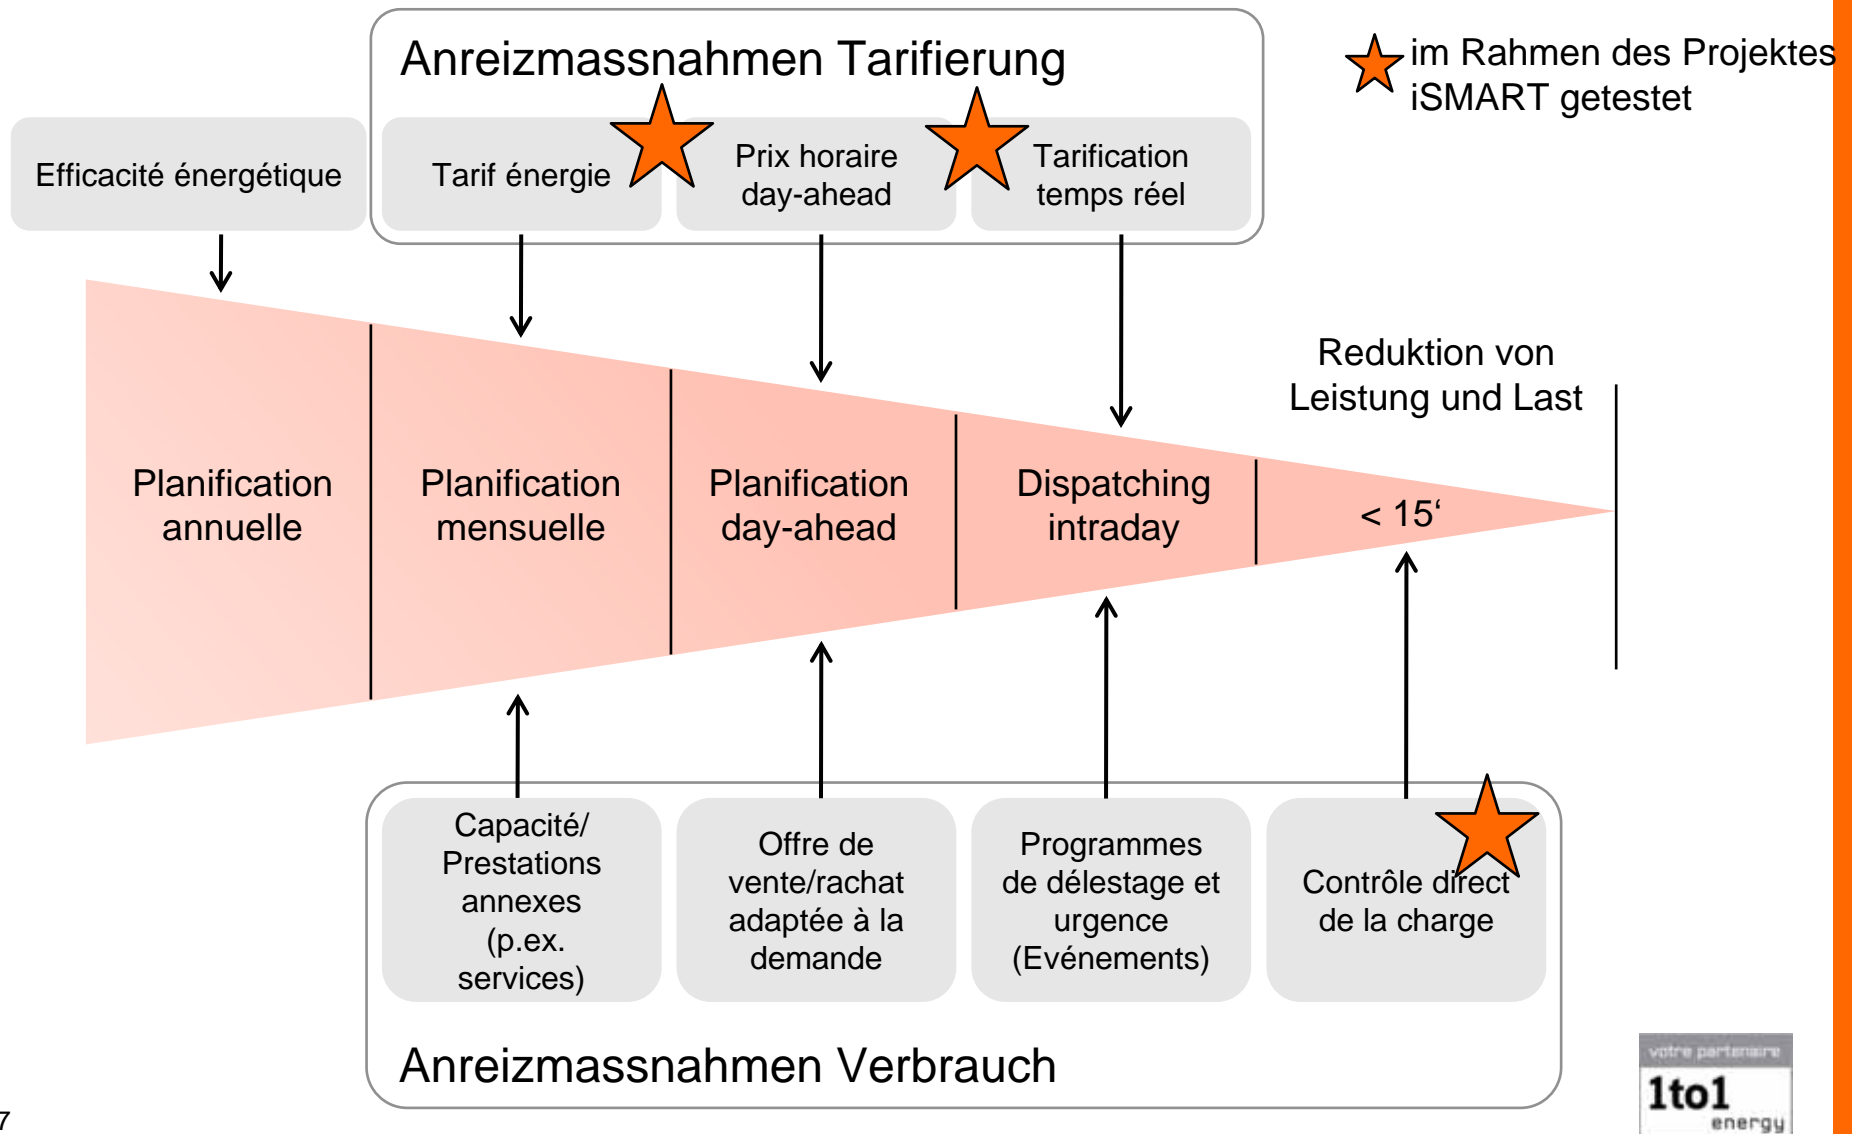 Anreizmassnahmen Tarifierung
im Rahmen des Projektes
iSMART getestet
Efficacité énergétique
Tarif énergie
Prix horaire
day-ahead
Tarification
temps réel
Reduktion von
Leistung und Last
Planification
annuelle
Planification
mensuelle
Planification
day-ahead
Dispatching
intraday
< 15‘
Capacité/
Prestations
annexes
(p.ex.
services)
Offre de
vente/rachat
adaptée à la
demande
Programmes
de délestage et
urgence
(Evénements)
Contrôle direct
de la charge
Anreizmassnahmen Verbrauch
votre partenaire
1to1
energy
7